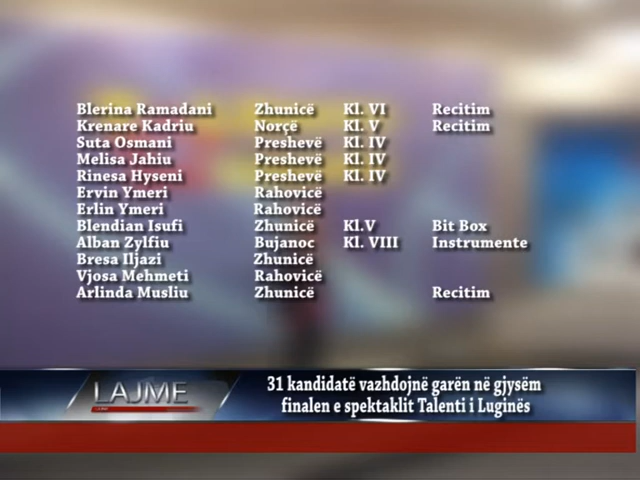 Blerina Ramadani Zhunicë Kl. VI Recitim
Krenare Kadriu Norçë Kl. V Recitim
Suta Osmani Preshevë Kl. IV
Melisa Jahiu Preshevë Kl. IV
Rinesa Hyseni Preshevë Kl. IV
Ervin Ymeri Rahovicë
Erlin Ymeri Rahovicë
Blendian Isufi Zhunicë Kl.V Bit Box
Alban Zylfiu Bujanoc Kl. VIII Instrumente
Bresa Iljazi Zhunicë
Vjosa Mehmeti Rahovicë
Arlinda Musliu Zhunicë Recitim
LAJME
31 kandidatë vazhdojnë garën në gjysëm
finalen e spektaklit Talenti i Luginës